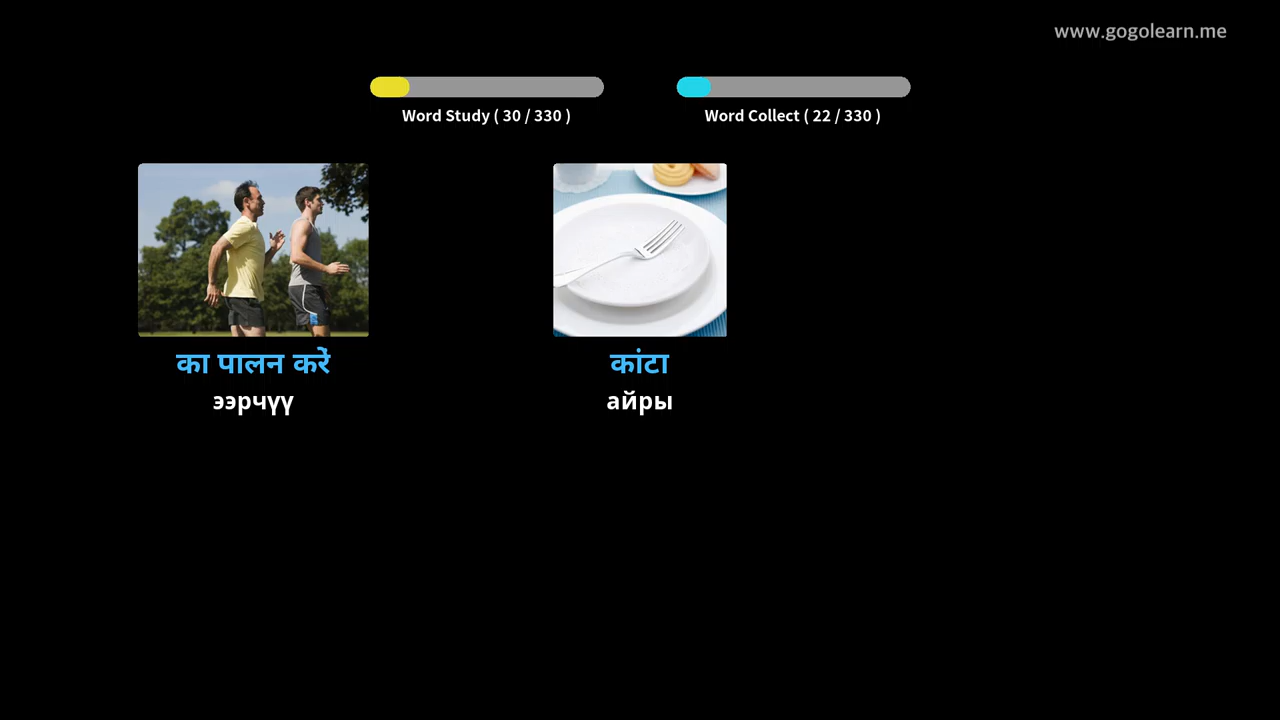 www.gogolearn.me
Word Study ( 30 / 330 )
Word Collect ( 22 / 330 )
का पालन करें
ээрчүү
कांटा
айры